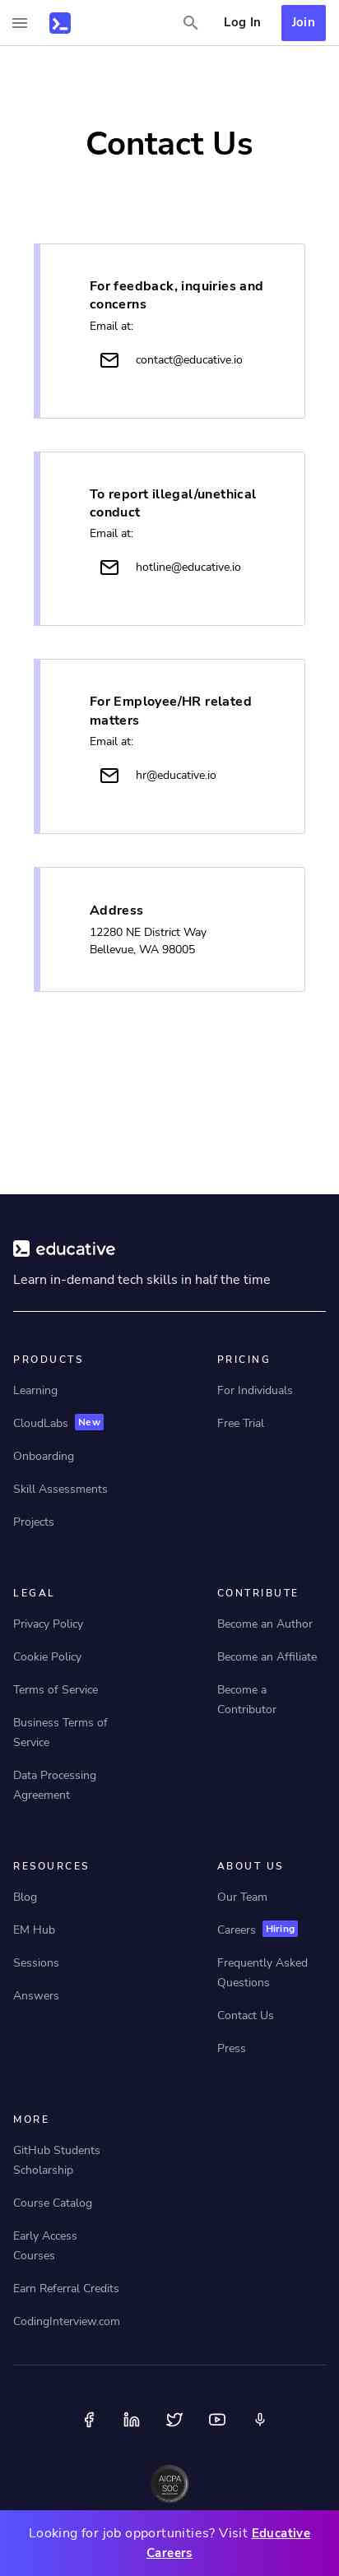 Log In
Join
Contact Us
For feedback, inquiries and
concerns
Email at:
contact@educative.io
To report illegal/unethical
conduct
Email at:
hotline@educative.io
For Employee/HR related
matters
Email at:
hr@educative.io
Address
12280 NE District Way
Bellevue, WA 98005
educative
Learn in-demand tech skills in half the time
PRODUCTS
Learning
CloudLabs New
Onboarding
Skill Assessments
Projects
PRICING
For Individuals
Free Trial
LEGAL
Privacy Policy
Cookie Policy
Terms of Service
Business Terms of
Service
Data Processing
Agreement
CONTRIBUTE
Become an Author
Become an Affiliate
Become a
Contributor
RESOURCES
Blog
EM Hub
Sessions
Answers
ABOUT US
Our Team
Careers Hiring
Frequently Asked
Questions
Contact Us
Press
MORE
GitHub Students
Scholarship
Course Catalog
Early Access
Courses
Earn Referral Credits
CodingInterview.com
AICPA
SOC
Looking for job opportunities? Visit Educative
Careers